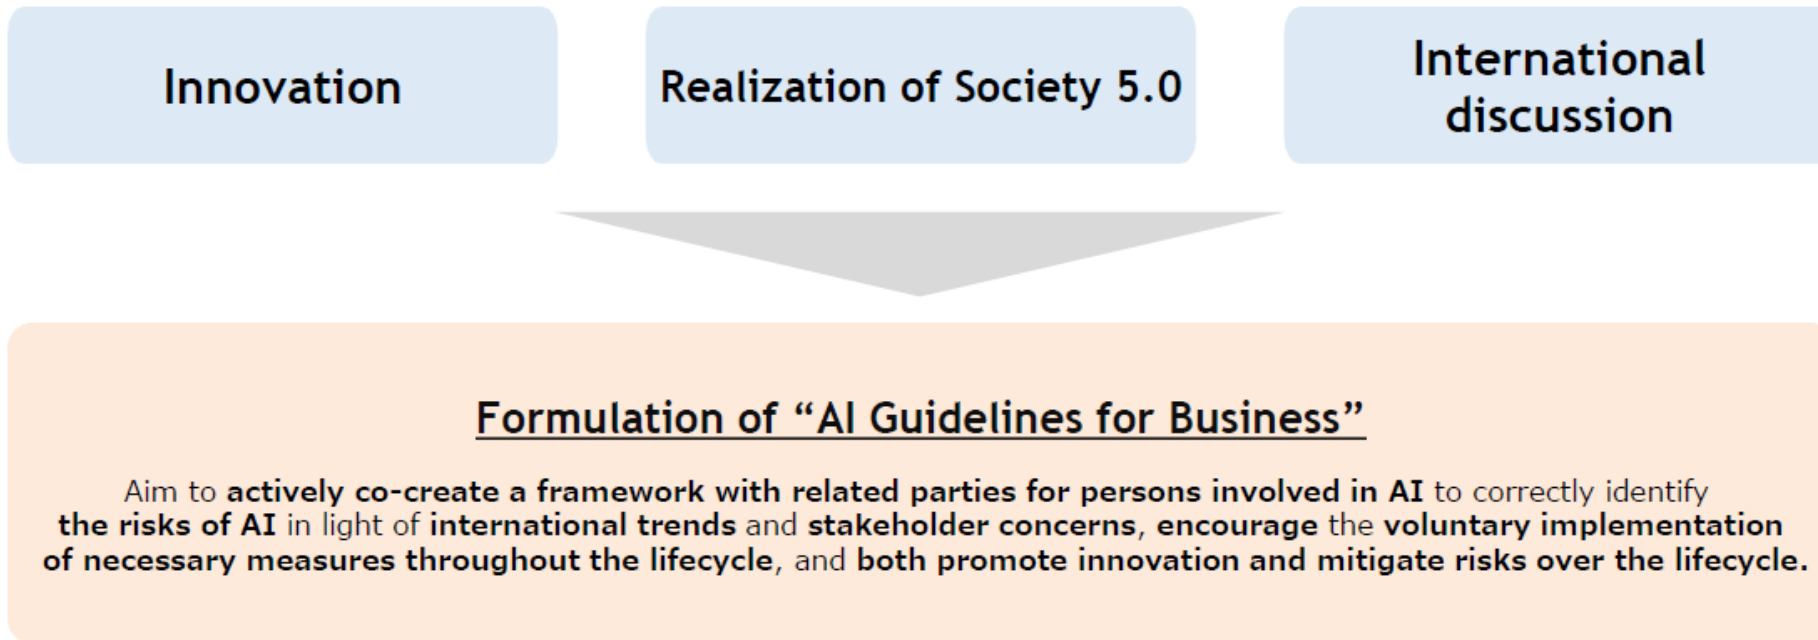 Innovation
Realization of Society 5.0
International
discussion
Formulation of “AI Guidelines for Business”
Aim to actively co-create a framework with related parties for persons involved in AI to correctly identify
the risks of AI in light of international trends and stakeholder concerns, encourage the voluntary implementation
of necessary measures throughout the lifecycle, and both promote innovation and mitigate risks over the lifecycle.